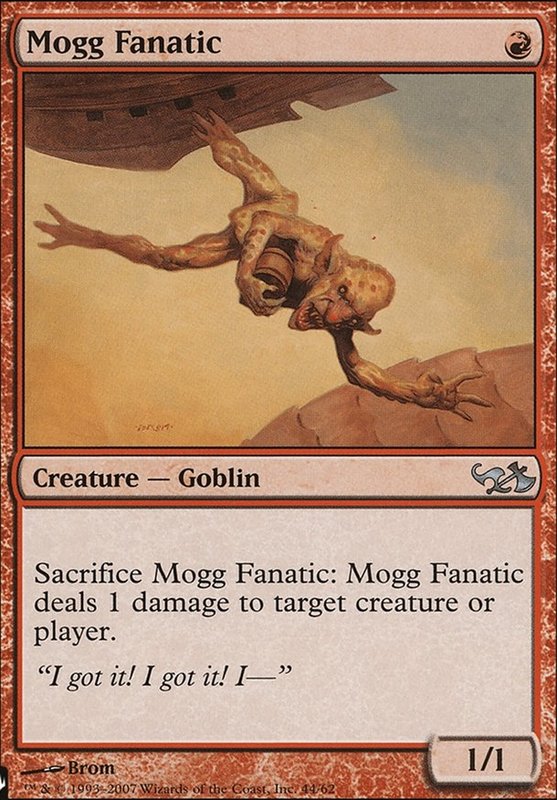 Mogg Fanatic
Creature — Goblin
Sacrifice Mogg Fanatic: Mogg Fanatic
deals 1 damage to target creature or
player.
“I got it! I got it! I—”
1/1
Brom
™ & © 1993–2007 Wizards of the Coast, Inc. 44/62